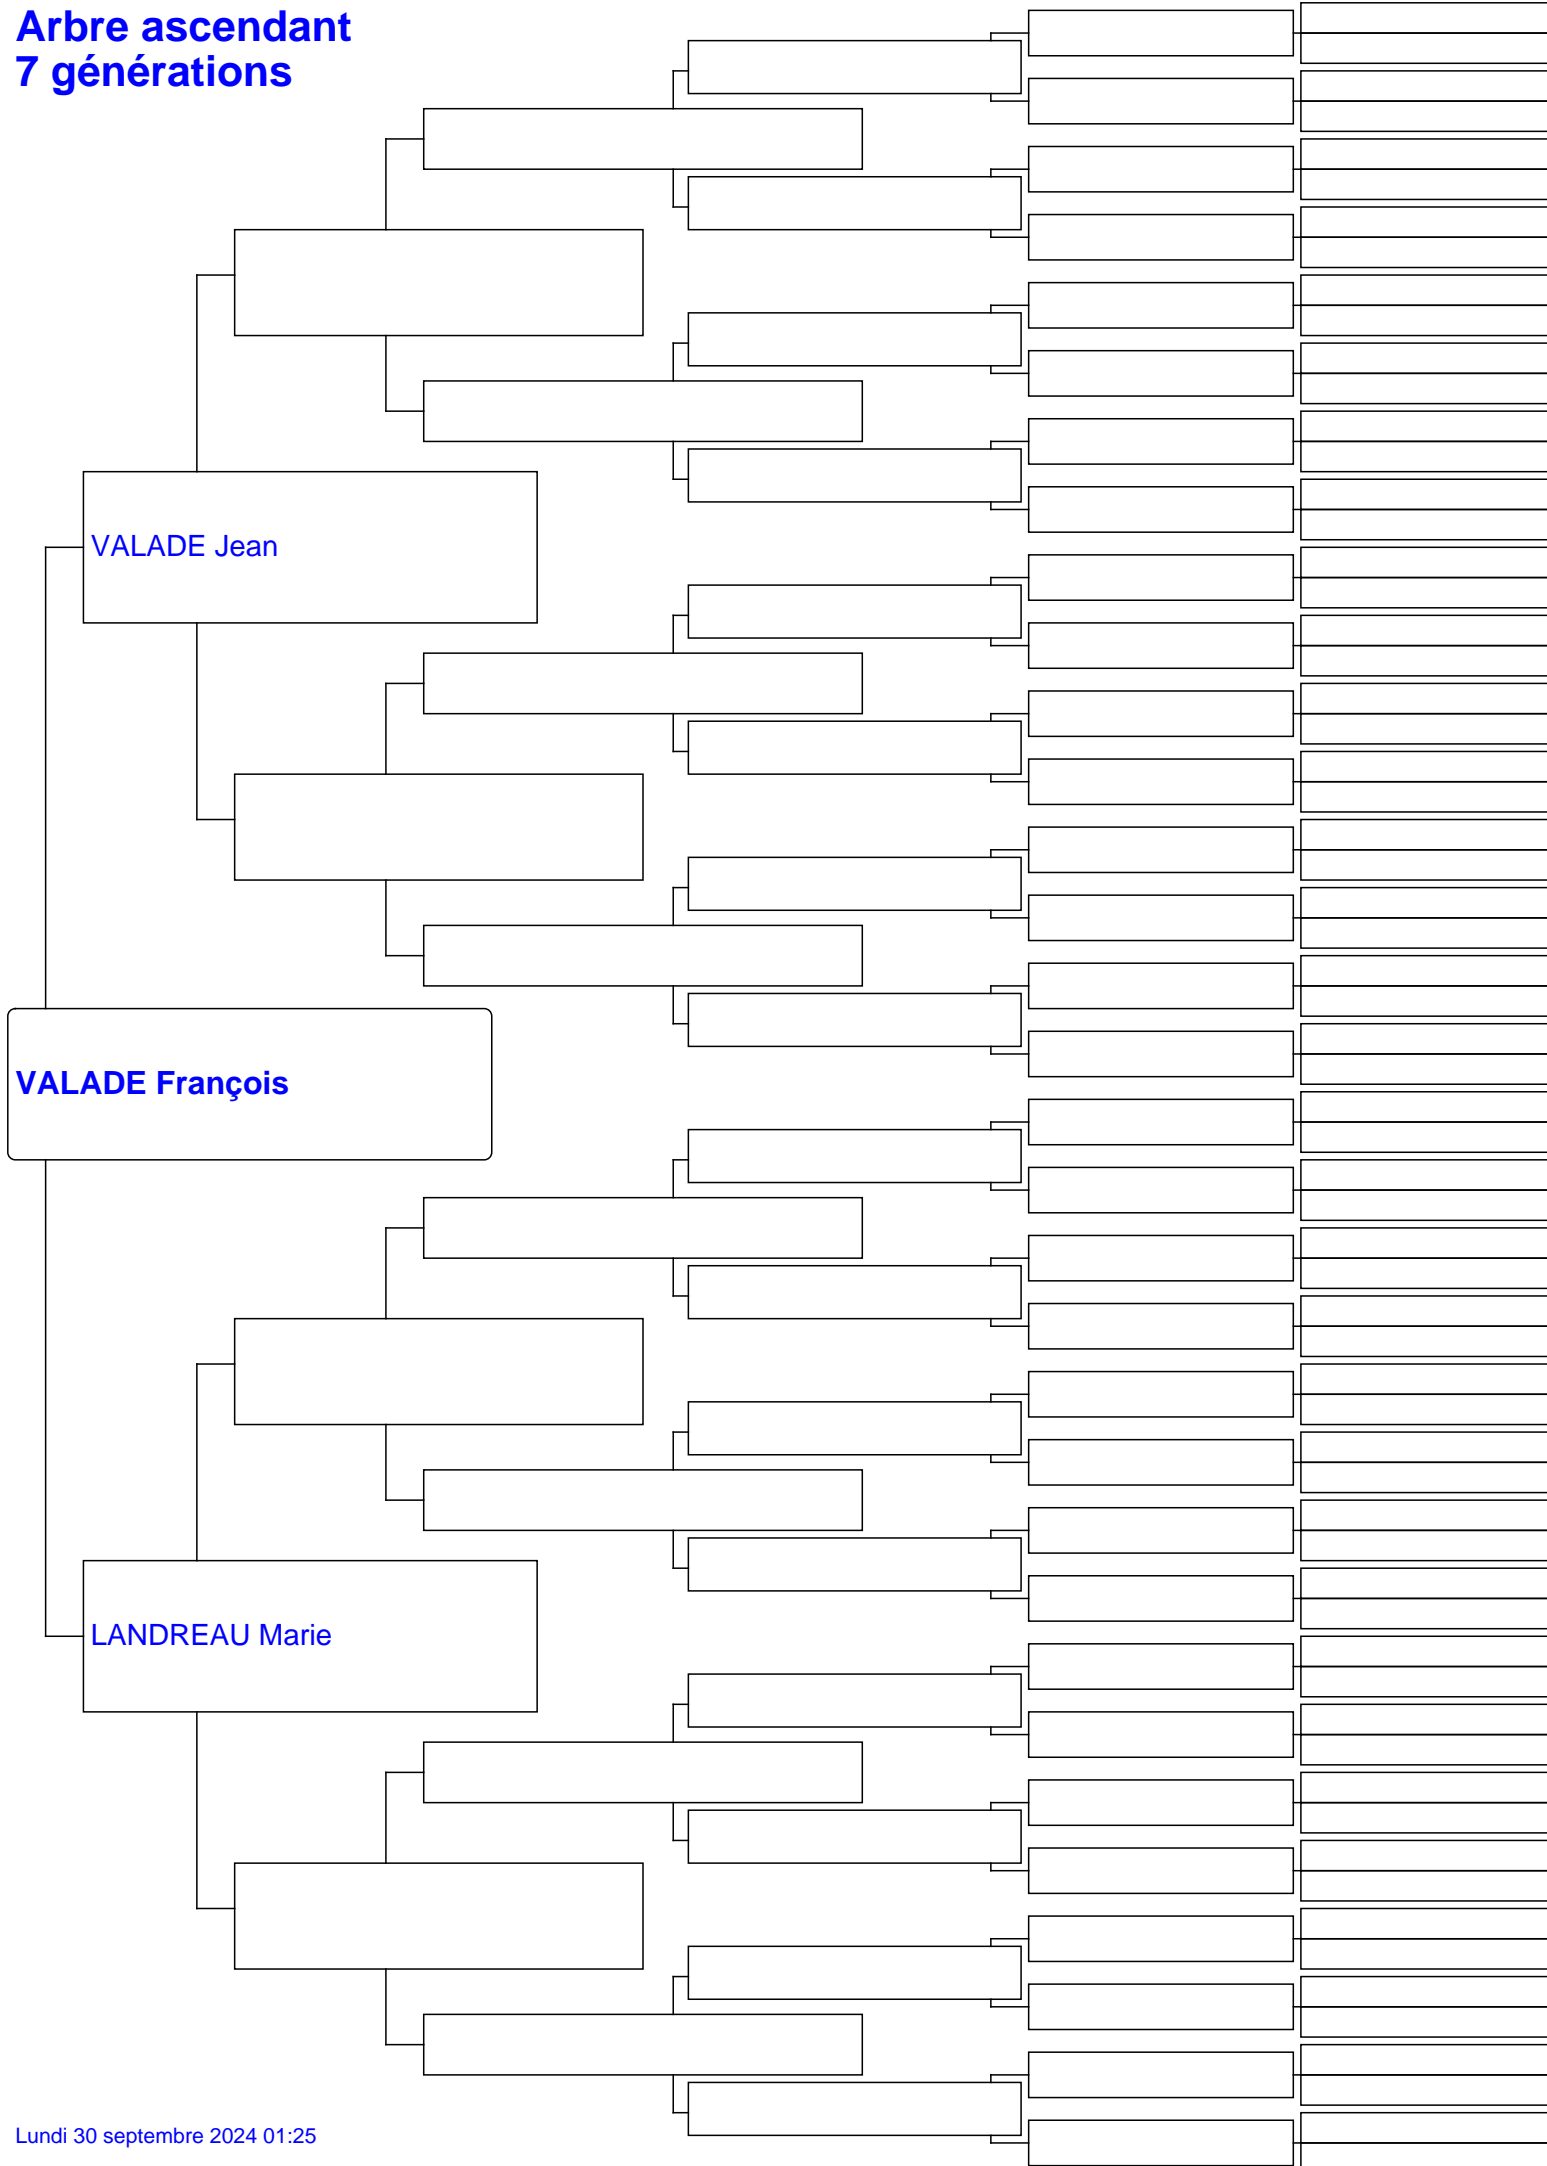 Arbre ascendant
7 générations
VALADE Jean
VALADE François
LANDREAU Marie
Lundi 30 septembre 2024 01:25